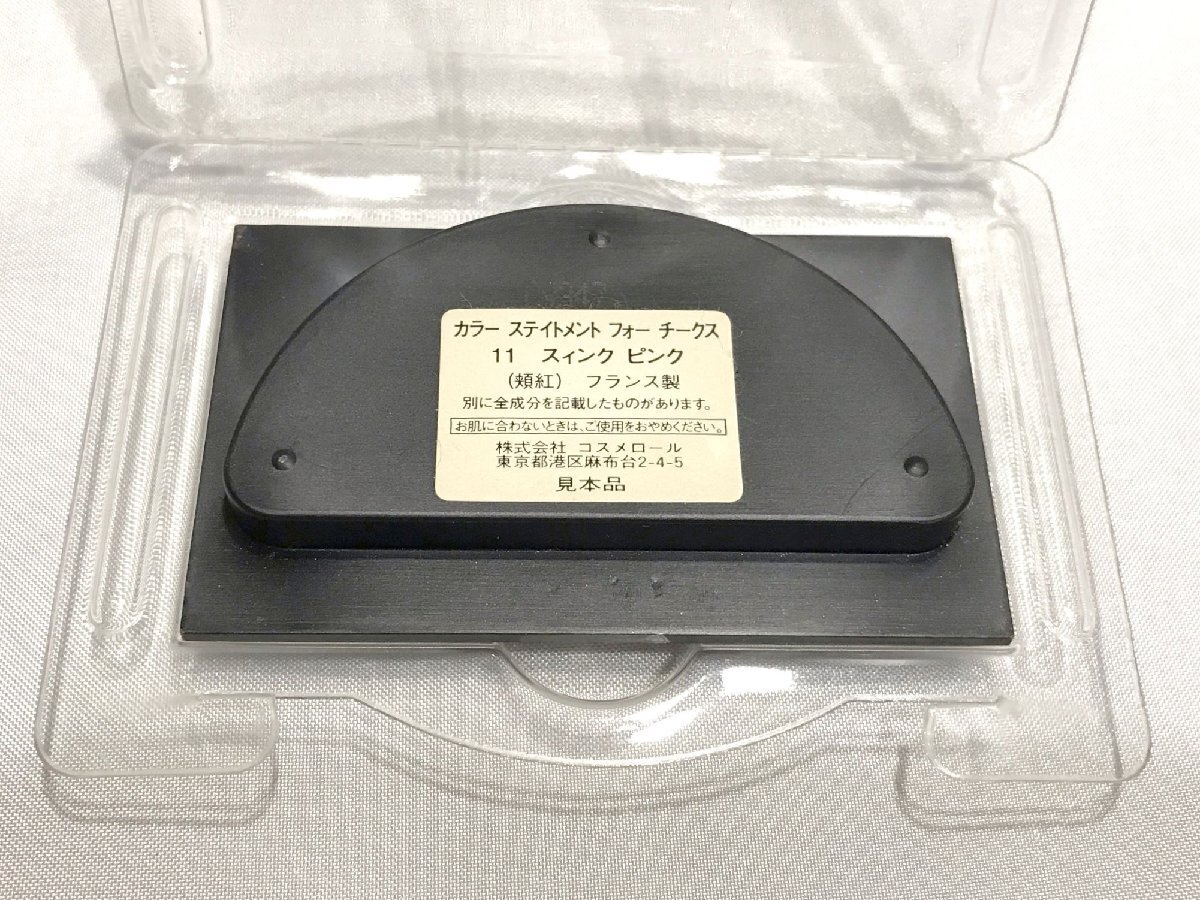 カラー ステイトメント フォー チークス
11 スィンク ピンク
(頬紅) フランス製
別に全成分を記載したものがあります。
お肌に合わないときは、ご使用をおやめください。
株式会社 コスメロール
東京都港区麻布台2-4-5
見本品